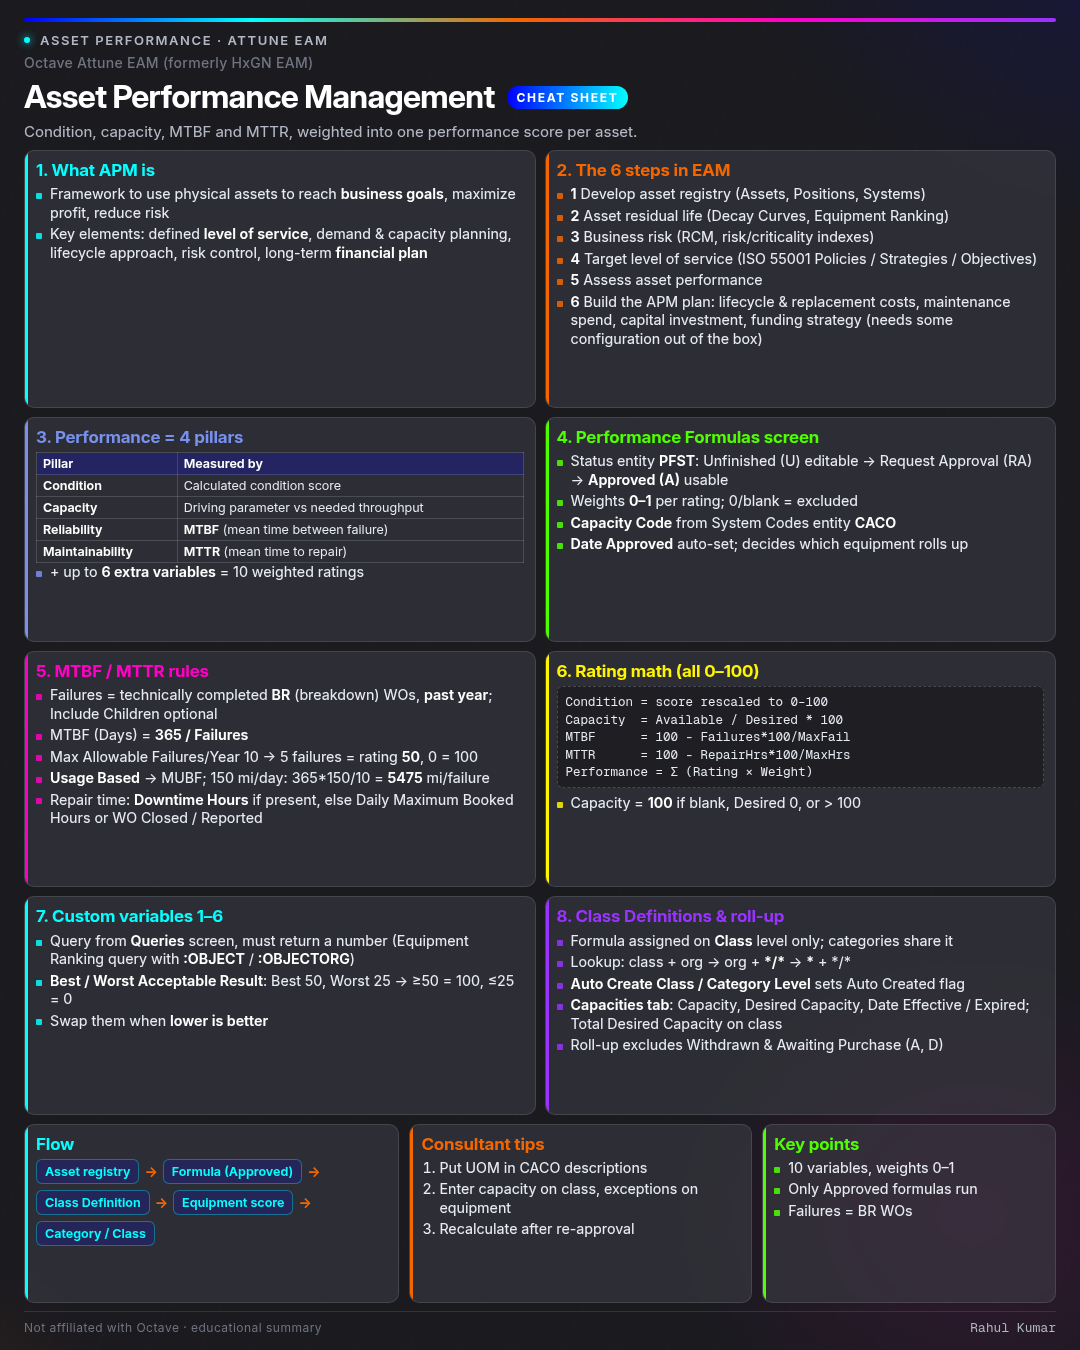 ASSET PERFORMANCE · ATTUNE EAM
Octave Attune EAM (formerly HxGN EAM)
Asset Performance Management CHEAT SHEET
Condition, capacity, MTBF and MTTR, weighted into one performance score per asset.
1. What APM is
Framework to use physical assets to reach business goals, maximize
profit, reduce risk
Key elements: defined level of service, demand & capacity planning,
lifecycle approach, risk control, long-term financial plan
2. The 6 steps in EAM
1 Develop asset registry (Assets, Positions, Systems)
2 Asset residual life (Decay Curves, Equipment Ranking)
3 Business risk (RCM, risk/criticality indexes)
4 Target level of service (ISO 55001 Policies / Strategies / Objectives)
5 Assess asset performance
6 Build the APM plan: lifecycle & replacement costs, maintenance
spend, capital investment, funding strategy (needs some
configuration out of the box)
3. Performance = 4 pillars
Pillar Measured by
Condition Calculated condition score
Capacity Driving parameter vs needed throughput
Reliability MTBF (mean time between failure)
Maintainability MTTR (mean time to repair)
+ up to 6 extra variables = 10 weighted ratings
4. Performance Formulas screen
Status entity PFST: Unfinished (U) editable → Request Approval (RA)
→ Approved (A) usable
Weights 0–1 per rating; 0/blank = excluded
Capacity Code from System Codes entity CACO
Date Approved auto-set; decides which equipment rolls up
5. MTBF / MTTR rules
Failures = technically completed BR (breakdown) WOs, past year;
Include Children optional
MTBF (Days) = 365 / Failures
Max Allowable Failures/Year 10 → 5 failures = rating 50, 0 = 100
Usage Based → MUBF; 150 mi/day: 365*150/10 = 5475 mi/failure
Repair time: Downtime Hours if present, else Daily Maximum Booked
Hours or WO Closed / Reported
6. Rating math (all 0–100)
Condition = score rescaled to 0-100
Capacity = Available / Desired * 100
MTBF = 100 - Failures*100/MaxFail
MTTR = 100 - RepairHrs*100/MaxHrs
Performance = Σ (Rating × Weight)
Capacity = 100 if blank, Desired 0, or > 100
7. Custom variables 1–6
Query from Queries screen, must return a number (Equipment
Ranking query with :OBJECT / :OBJECTORG)
Best / Worst Acceptable Result: Best 50, Worst 25 → ≥50 = 100, ≤25
= 0
Swap them when lower is better
8. Class Definitions & roll-up
Formula assigned on Class level only; categories share it
Lookup: class + org → org + */* → * + */*
Auto Create Class / Category Level sets Auto Created flag
Capacities tab: Capacity, Desired Capacity, Date Effective / Expired;
Total Desired Capacity on class
Roll-up excludes Withdrawn & Awaiting Purchase (A, D)
Flow
Asset registry → Formula (Approved) →
Class Definition → Equipment score →
Category / Class
Consultant tips
1. Put UOM in CACO descriptions
2. Enter capacity on class, exceptions on
equipment
3. Recalculate after re-approval
Key points
10 variables, weights 0–1
Only Approved formulas run
Failures = BR WOs
Not affiliated with Octave · educational summary
Rahul Kumar